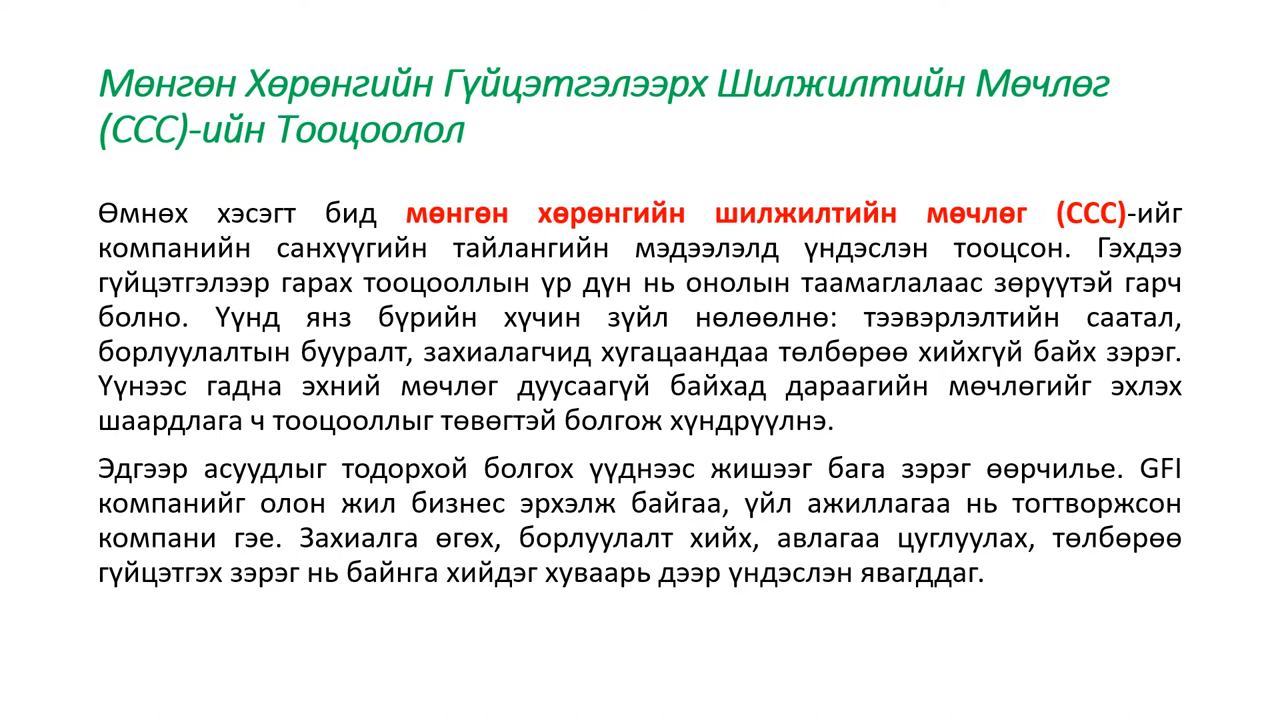 Мөнгөн Хөрөнгийн Гүйцэтгэлээрх Шилжилтийн Мөчлөг
(ССС)-ийн Тооцоолол
Өмнөх хэсэгт бид мөнгөн хөрөнгийн шилжилтийн мөчлөг (ССС)-ийг
компанийн санхүүгийн тайлангийн мэдээлэлд үндэслэн тооцсон. Гэхдээ
гүйцэтгэлээр гарах тооцооллын үр дүн нь онолын таамаглалаас зөрүүтэй гарч
болно. Үүнд янз бүрийн хүчин зүйл нөлөөлнө: тээвэрлэлтийн саатал,
борлуулалтын бууралт, захиалагчид хугацаандаа төлбөрөө хийхгүй байх зэрэг.
Үүнээс гадна эхний мөчлөг дуусаагүй байхад дараагийн мөчлөгийг эхлэх
шаардлага ч тооцооллыг төвөгтэй болгож хүндрүүлнэ.
Эдгээр асуудлыг тодорхой болгох үүднээс жишээг бага зэрэг өөрчилье. GFI
компанийг олон жил бизнес эрхэлж байгаа, үйл ажиллагаа нь тогтворжсон
компани гэе. Захиалга өгөх, борлуулалт хийх, авлагаа цуглуулах, төлбөрөө
гүйцэтгэх зэрэг нь байнга хийдэг хуваарь дээр үндэслэн явагддаг.